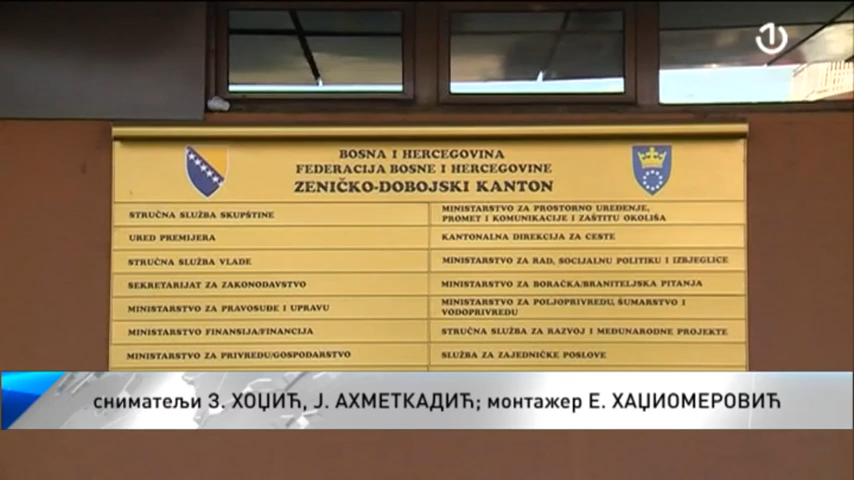 1
BOSNA I HERCEGOVINA
FEDERACIJA BOSNE I HERCEGOVINE
ZENIČKO-DOBOJSKI KANTON
STRUČNA SLUŽBA SKUPŠTINE
URED PREMIJERA
STRUČNA SLUŽBA VLADE
SEKRETARIJAT ZA ZAKONODAVSTVO
MINISTARSTVO ZA PRAVOSUĐE I UPRAVU
MINISTARSTVO FINANSIJA/FINANCIJA
MINISTARSTVO ZA PRIVREDU/GOSPODARSTVO
MINISTARSTVO ZA PROSTORNO UREĐENJE,
PROMET I KOMUNIKACIJE I ZAŠTITU OKOLIŠA
KANTONALNA DIREKCIJA ZA CESTE
MINISTARSTVO ZA RAD, SOCIJALNU POLITIKU I IZBJEGLICE
MINISTARSTVO ZA BORAČKA/BRANITELJSKA PITANJA
MINISTARSTVO ZA POLJOPRIVREDU, ŠUMARSTVO I
VODOPRIVREDU
STRUČNA SLUŽBA ZA RAZVOJ I MEĐUNARODNE PROJEKTE
SLUŽBA ZA ZAJEDNIČKE POSLOVE
сниматељи З. ХОЏИЋ, Ј. АХМЕТКАДИЋ; монтажер Е. ХАЏИОМЕРОВИЋ